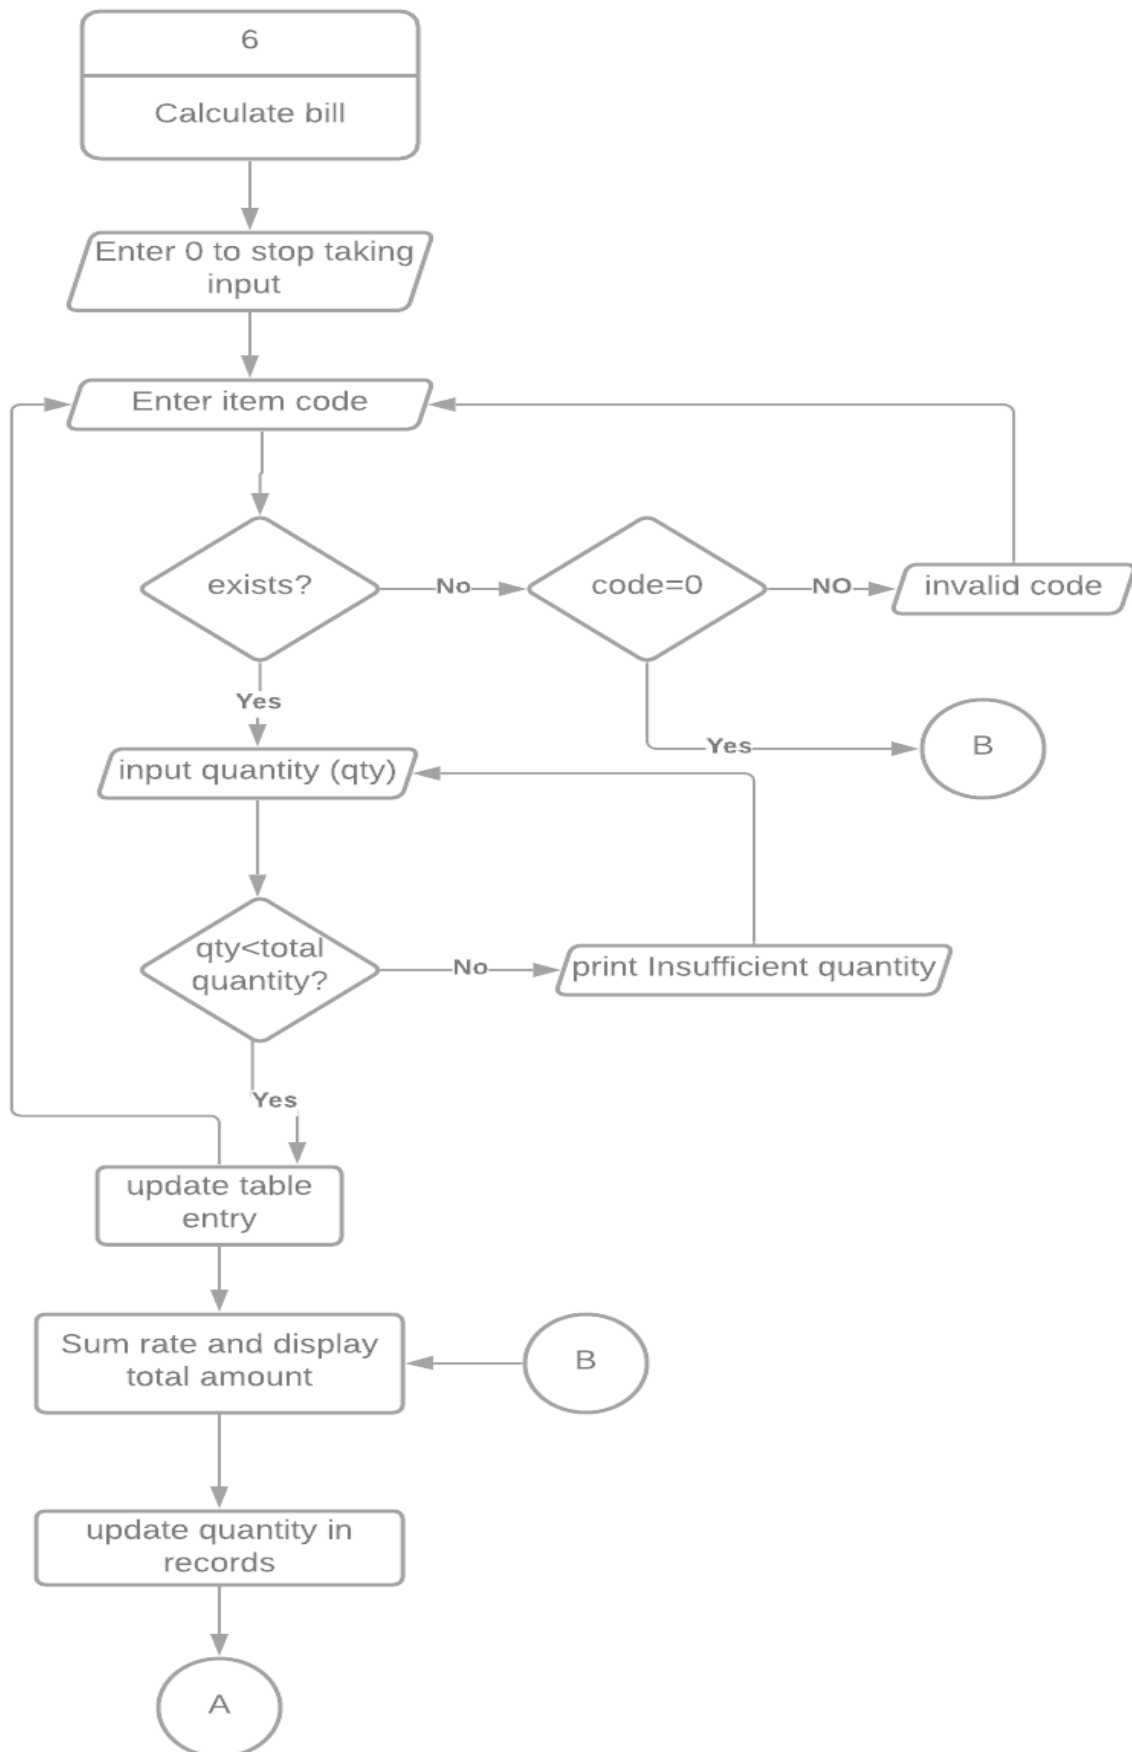 6
Calculate bill
Enter 0 to stop taking
input
Enter item code
exists?
No
code=0
NO
invalid code
Yes
Yes
B
input quantity (qty)
qty<total
quantity?
No
print Insufficient quantity
Yes
update table
entry
Sum rate and display
total amount
B
update quantity in
records
A